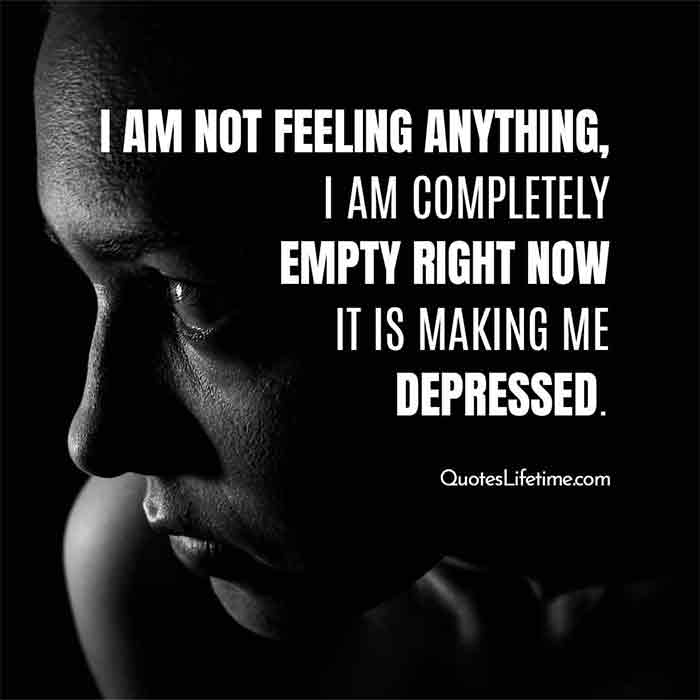 I AM NOT FEELING ANYTHING,
I AM COMPLETELY
EMPTY RIGHT NOW
IT IS MAKING ME
DEPRESSED.
QuotesLifetime.com